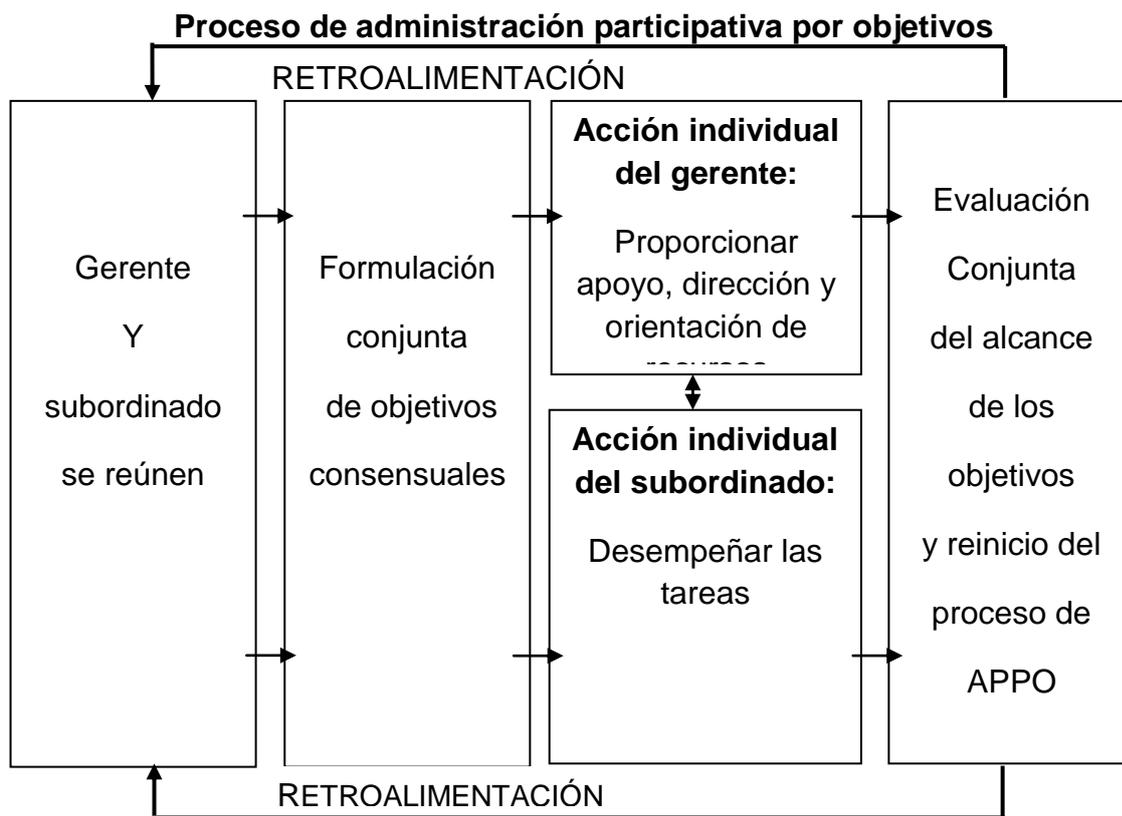 Proceso de administración participativa por objetivos
RETROALIMENTACIÓN
Gerente
Y
subordinado
se reúnen
Formulación
conjunta
de objetivos
consensuales
Acción individual
del gerente:
Proporcionar
apoyo, dirección y
orientación de
Acción individual
del subordinado:
Desempeñar las
tareas
Evaluación
Conjunta
del alcance
de los
objetivos
y reinicio del
proceso de
APPO
RETROALIMENTACIÓN